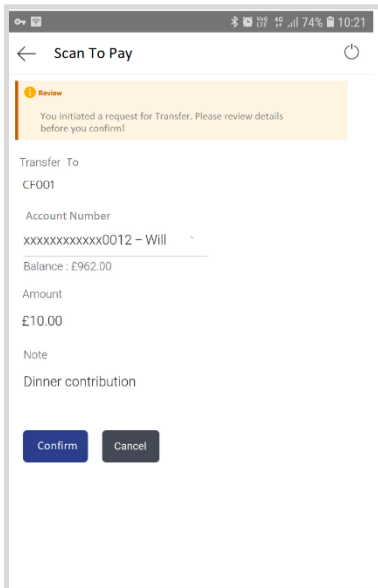 74% 10:21
Scan To Pay
Review
You initiated a request for Transfer. Please review details
before you confirm!
Transfer To
CF001
Account Number
xxxxxxxxxxxx0012 – Will
Balance : £962.00
Amount
£10.00
Note
Dinner contribution
Confirm Cancel